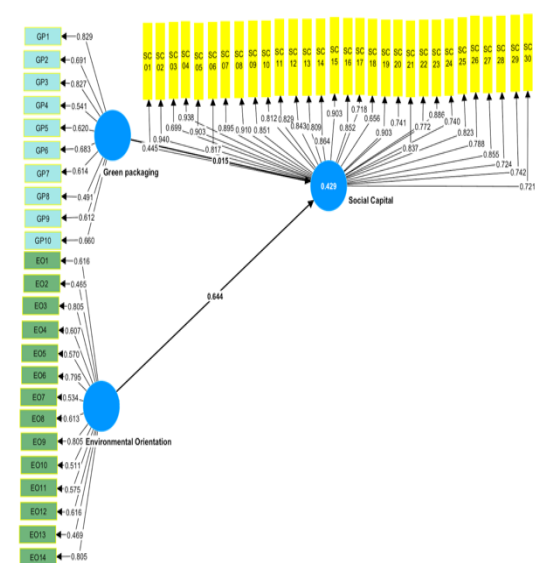 SC 01
SC 02
SC 03
SC 04
SC 05
SC 06
SC 07
SC 08
SC 09
SC 10
SC 11
SC 12
SC 13
SC 14
SC 15
SC 16
SC 17
SC 18
SC 19
SC 20
SC 21
SC 22
SC 23
SC 24
SC 25
SC 26
SC 27
SC 28
SC 29
SC 30
0.445
0.940
0.699
0.938
0.903
0.817
0.895
0.910
0.851
0.812
0.829
0.843
0.809
0.864
0.903
0.852
0.718
0.656
0.903
0.741
0.837
0.772
0.886
0.740
0.823
0.788
0.855
0.724
0.742
0.721
GP1 0.829
GP2 0.691
GP3 0.827
GP4 0.541
GP5 0.620
GP6 0.683
GP7 0.614
GP8 0.491
GP9 0.612
GP10 0.660
Green packaging
0.015
0.429
Social Capital
0.644
EO1 0.616
EO2 0.465
EO3 0.805
EO4 0.607
EO5 0.570
EO6 0.795
EO7 0.534
EO8 0.613
EO9 0.805
Environmental Orientation
EO10 0.511
EO11 0.575
EO12 0.616
EO13 0.469
EO14 0.805